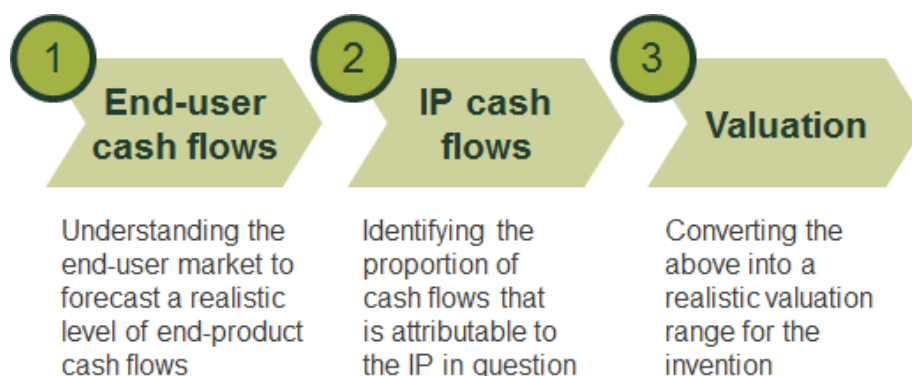 1
End-user
cash flows
Understanding the
end-user market to
forecast a realistic
level of end-product
cash flows
2
IP cash
flows
Identifying the
proportion of
cash flows that
is attributable to
the IP in question
3
Valuation
Converting the
above into a
realistic valuation
range for the
invention